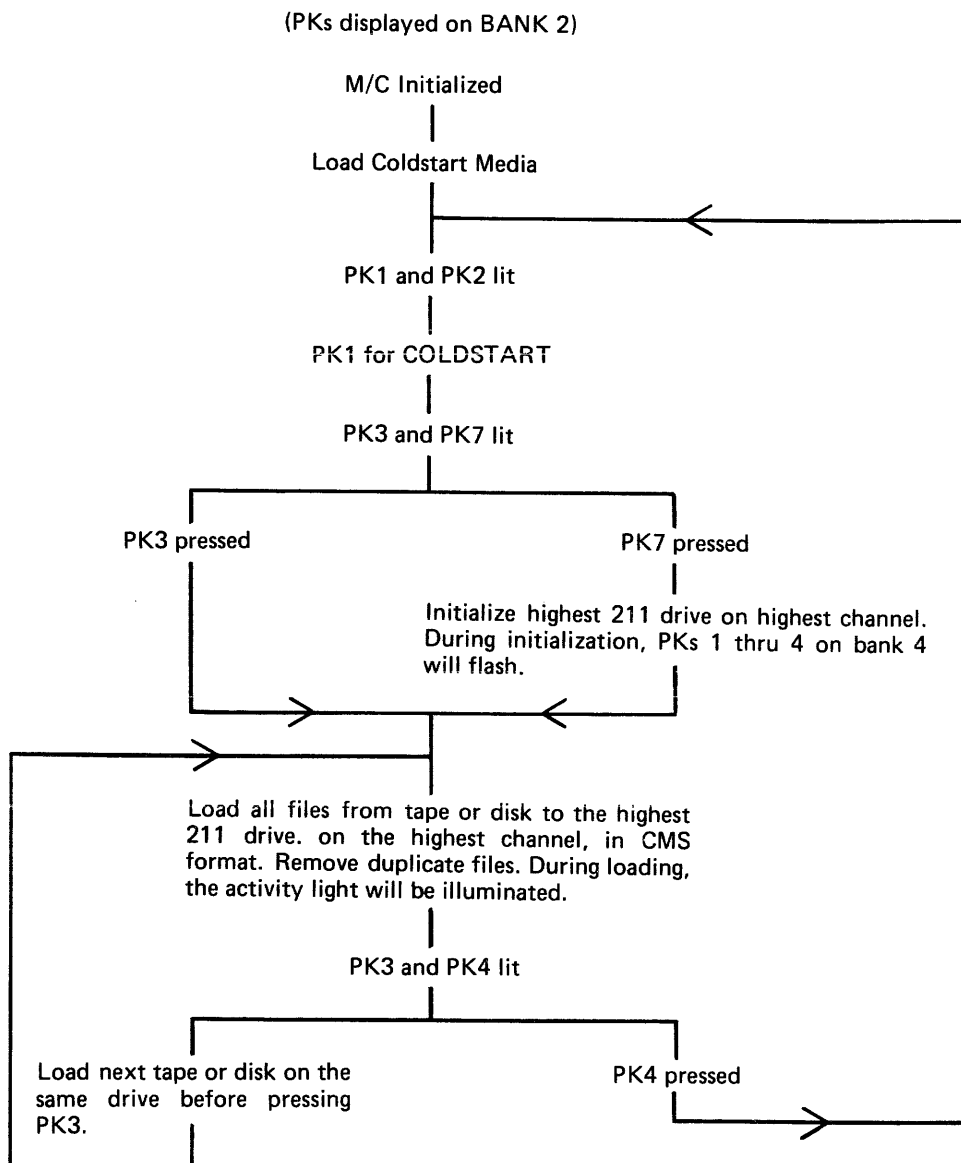 (PKs displayed on BANK 2)
M/C Initialized
Load Coldstart Media
PK1 and PK2 lit
PK1 for COLDSTART
PK3 and PK7 lit
PK3 pressed
PK7 pressed
Initialize highest 211 drive on highest channel.
During initialization, PKs 1 thru 4 on bank 4
will flash.
Load all files from tape or disk to the highest
211 drive. on the highest channel, in CMS
format. Remove duplicate files. During loading,
the activity light will be illuminated.
PK3 and PK4 lit
Load next tape or disk on the
same drive before pressing
PK3.
PK4 pressed